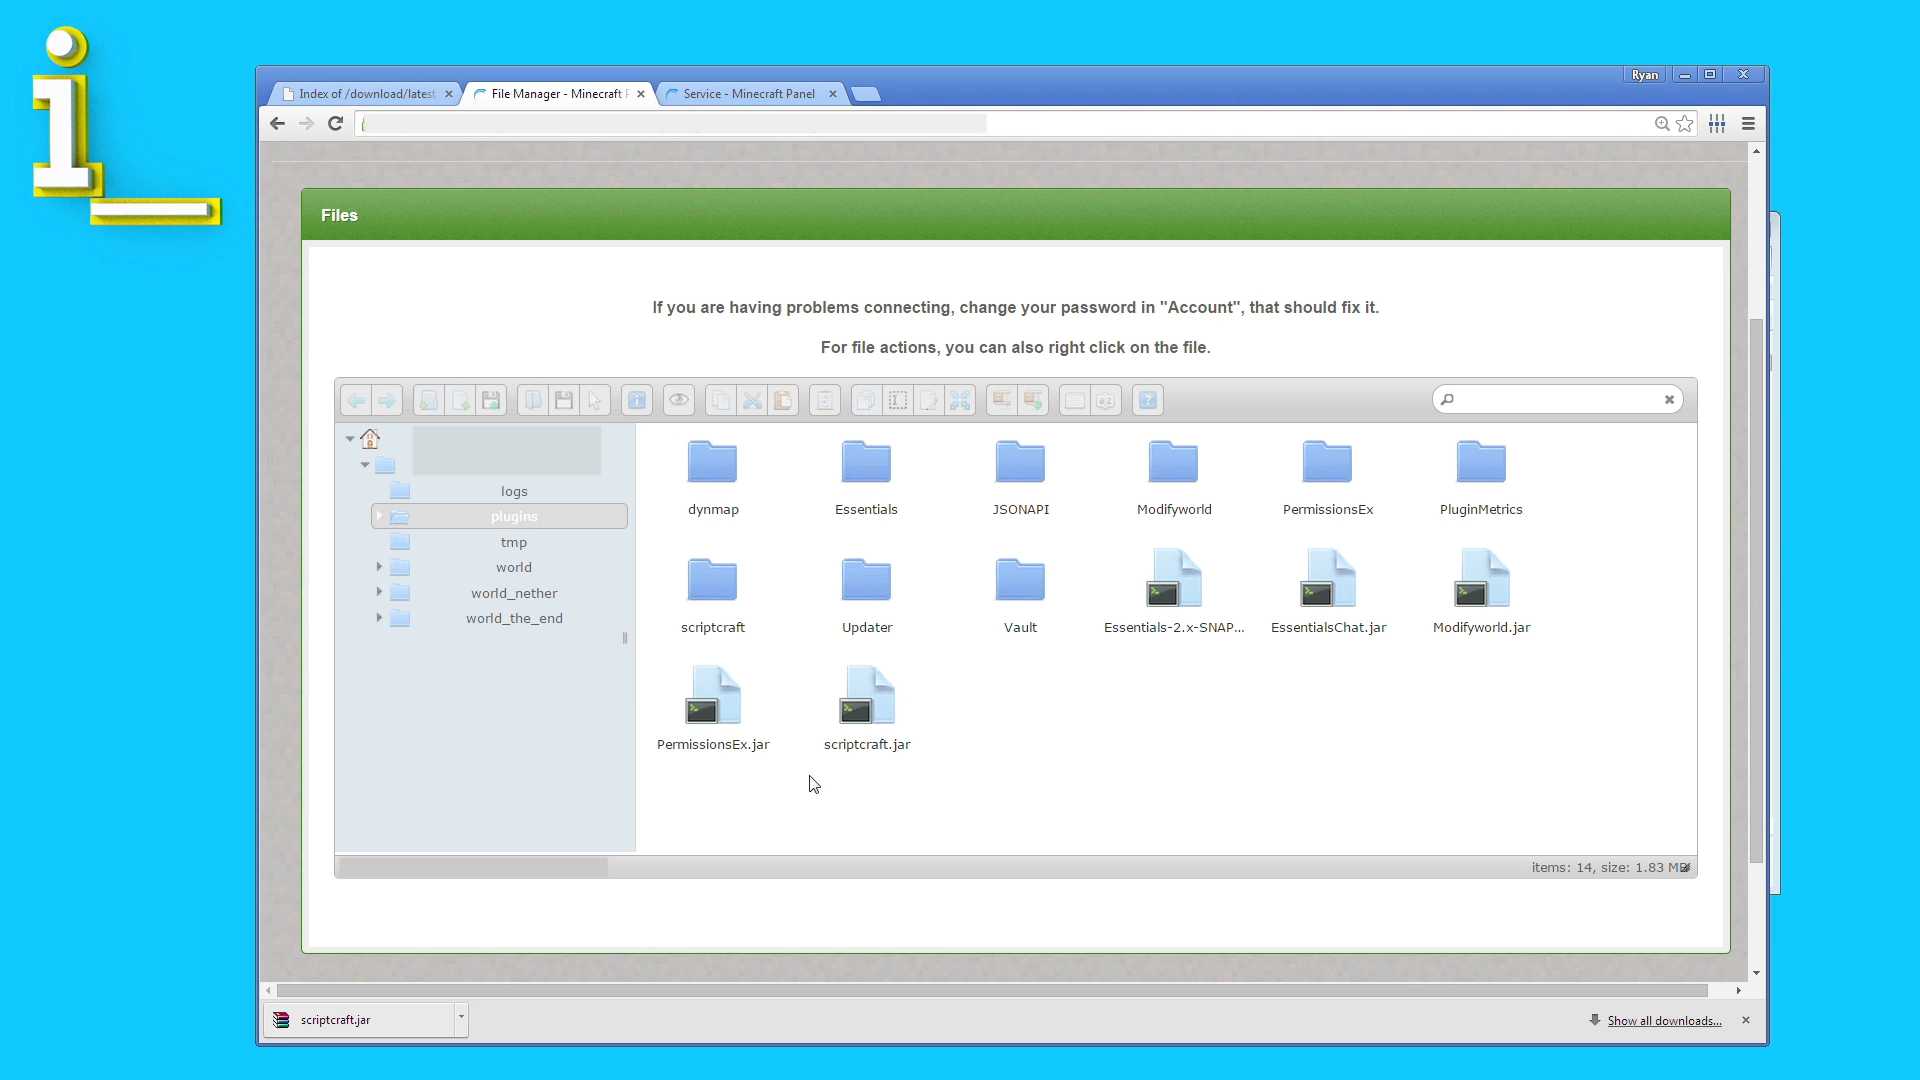 Ryan
Index of /download/latest
File Manager - Minecraft P
Service - Minecraft Panel
Files
If you are having problems connecting, change your password in "Account", that should fix it.
For file actions, you can also right click on the file.
logs
plugins
tmp
world
world_nether
world_the_end
dynmap
Essentials
JSONAPI
Modifyworld
PermissionsEx
PluginMetrics
scriptcraft
Updater
Vault
Essentials-2.x-SNAP...
EssentialsChat.jar
Modifyworld.jar
PermissionsEx.jar
scriptcraft.jar
items: 14, size: 1.83 MB
scriptcraft.jar
Show all downloads...
i_